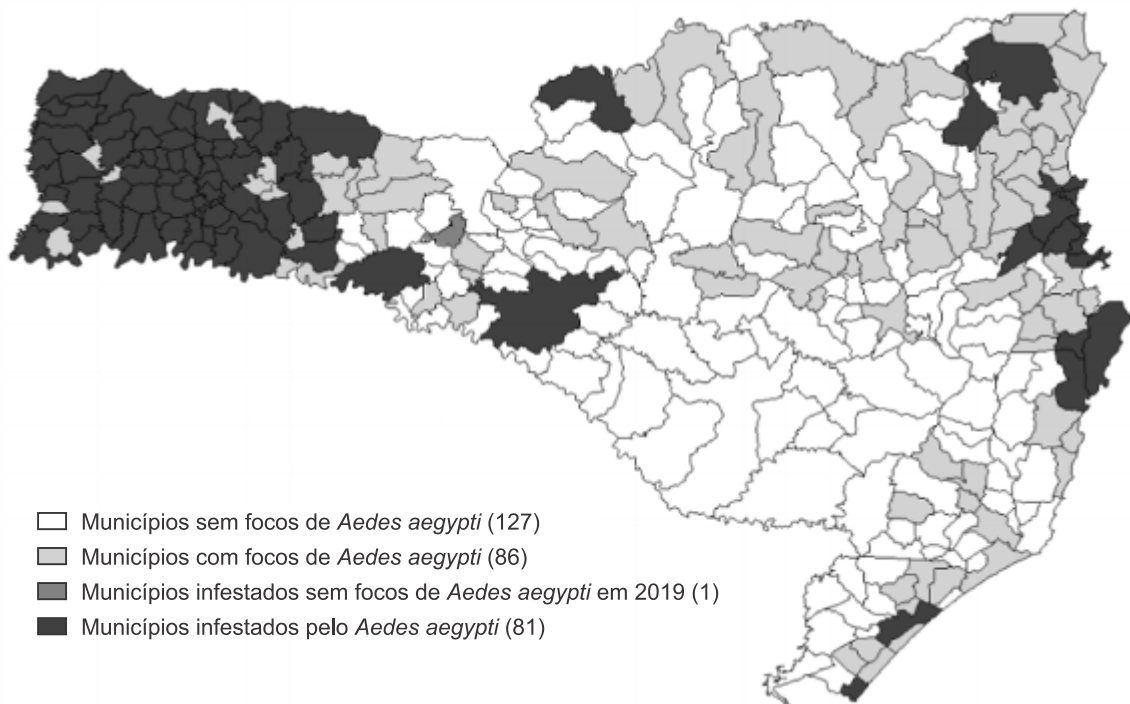 Municípios sem focos de Aedes aegypti (127)
Municípios com focos de Aedes aegypti (86)
Municípios infestados sem focos de Aedes aegypti em 2019 (1)
Municípios infestados pelo Aedes aegypti (81)